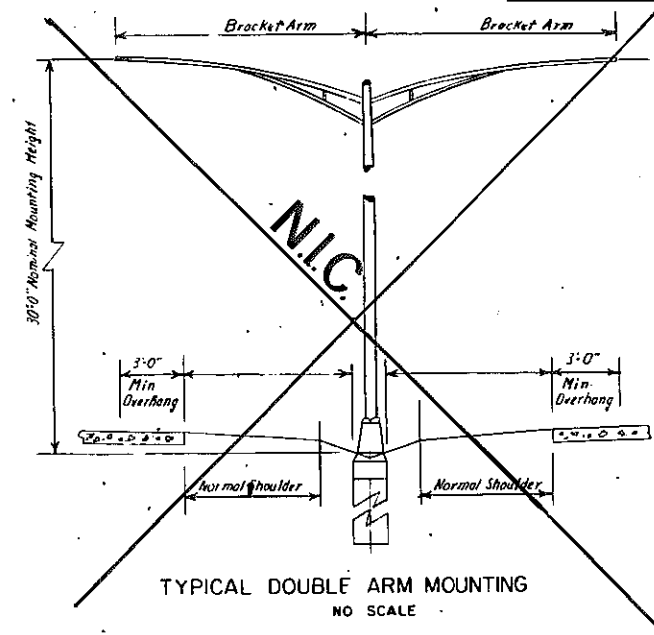 Bracket Arm
Bracket Arm
30'-0" Nominal Mounting Height
N.I.C.
3'-0"
Min
Overhang
3'-0"
Min.
Overhang
Normal Shoulder
Normal Shoulder
TYPICAL DOUBLE ARM MOUNTING
NO SCALE